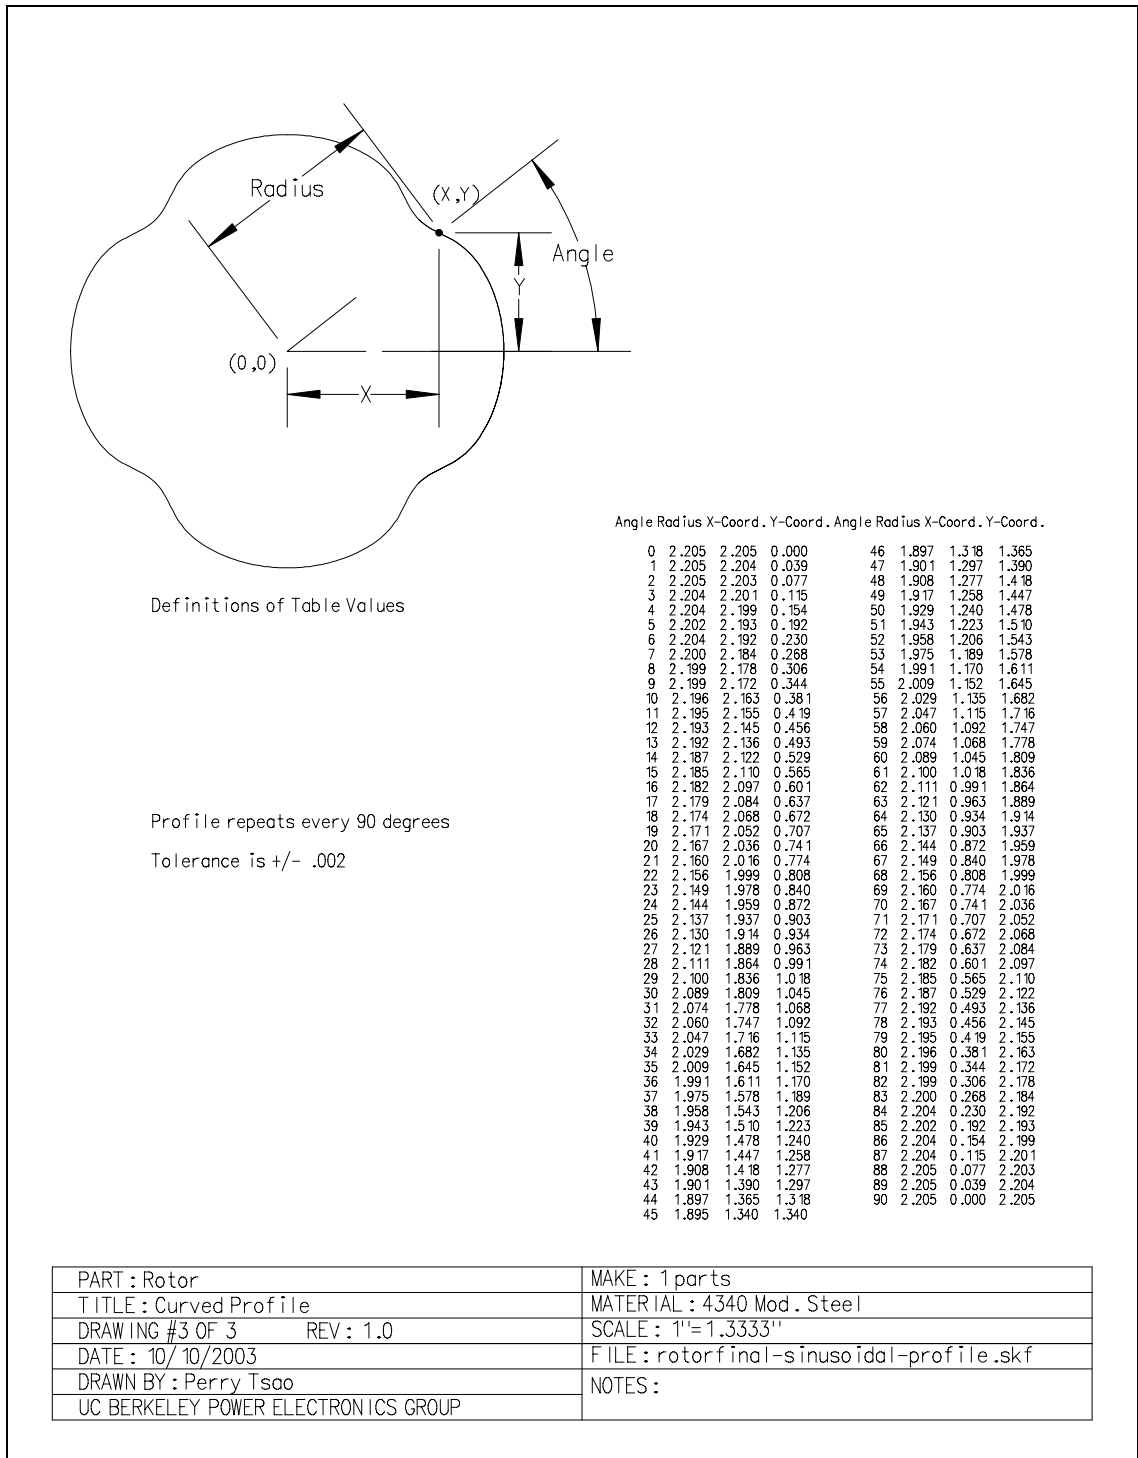 Radius
(X,Y)
Angle
Y
(0,0)
X
Definitions of Table Values
Profile repeats every 90 degrees
Tolerance is +/- .002
Angle Radius X-Coord. Y-Coord. Angle Radius X-Coord. Y-Coord.
0 2.205 2.205 0.000 46 1.897 1.318 1.365
1 2.205 2.204 0.039 47 1.901 1.297 1.390
2 2.205 2.203 0.077 48 1.908 1.277 1.418
3 2.204 2.201 0.115 49 1.917 1.258 1.447
4 2.204 2.199 0.154 50 1.929 1.240 1.478
5 2.202 2.193 0.192 51 1.943 1.223 1.510
6 2.204 2.192 0.230 52 1.958 1.206 1.543
7 2.200 2.184 0.268 53 1.975 1.189 1.578
8 2.199 2.178 0.306 54 1.991 1.170 1.611
9 2.199 2.172 0.344 55 2.009 1.152 1.645
10 2.196 2.163 0.381 56 2.029 1.135 1.682
11 2.195 2.155 0.419 57 2.047 1.115 1.716
12 2.193 2.145 0.456 58 2.060 1.092 1.747
13 2.192 2.136 0.493 59 2.074 1.068 1.778
14 2.187 2.122 0.529 60 2.089 1.045 1.809
15 2.185 2.110 0.565 61 2.100 1.018 1.836
16 2.182 2.097 0.601 62 2.111 0.991 1.864
17 2.179 2.084 0.637 63 2.121 0.963 1.889
18 2.174 2.068 0.672 64 2.130 0.934 1.914
19 2.171 2.052 0.707 65 2.137 0.903 1.937
20 2.167 2.036 0.741 66 2.144 0.872 1.959
21 2.160 2.016 0.774 67 2.149 0.840 1.978
22 2.156 1.999 0.808 68 2.156 0.808 1.999
23 2.149 1.978 0.840 69 2.160 0.774 2.016
24 2.144 1.959 0.872 70 2.167 0.741 2.036
25 2.137 1.937 0.903 71 2.171 0.707 2.052
26 2.130 1.914 0.934 72 2.174 0.672 2.068
27 2.121 1.889 0.963 73 2.179 0.637 2.084
28 2.111 1.864 0.991 74 2.182 0.601 2.097
29 2.100 1.836 1.018 75 2.185 0.565 2.110
30 2.089 1.809 1.045 76 2.187 0.529 2.122
31 2.074 1.778 1.068 77 2.192 0.493 2.136
32 2.060 1.747 1.092 78 2.193 0.456 2.145
33 2.047 1.716 1.115 79 2.195 0.419 2.155
34 2.029 1.682 1.135 80 2.196 0.381 2.163
35 2.009 1.645 1.152 81 2.199 0.344 2.172
36 1.991 1.611 1.170 82 2.199 0.306 2.178
37 1.975 1.578 1.189 83 2.200 0.268 2.184
38 1.958 1.543 1.206 84 2.204 0.230 2.192
39 1.943 1.510 1.223 85 2.202 0.192 2.193
40 1.929 1.478 1.240 86 2.204 0.154 2.199
41 1.917 1.447 1.258 87 2.204 0.115 2.201
42 1.908 1.418 1.277 88 2.205 0.077 2.203
43 1.901 1.390 1.297 89 2.205 0.039 2.204
44 1.897 1.365 1.318 90 2.205 0.000 2.205
45 1.895 1.340 1.340
PART: Rotor
TITLE: Curved Profile
DRAWING #3 OF 3 REV: 1.0
DATE: 10/10/2003
DRAWN BY: Perry Tsao
UC BERKELEY POWER ELECTRONICS GROUP
MAKE: 1 parts
MATERIAL: 4340 Mod. Steel
SCALE: 1''=1.3333''
FILE: rotorfinal-sinusoidal-profile.skf
NOTES: